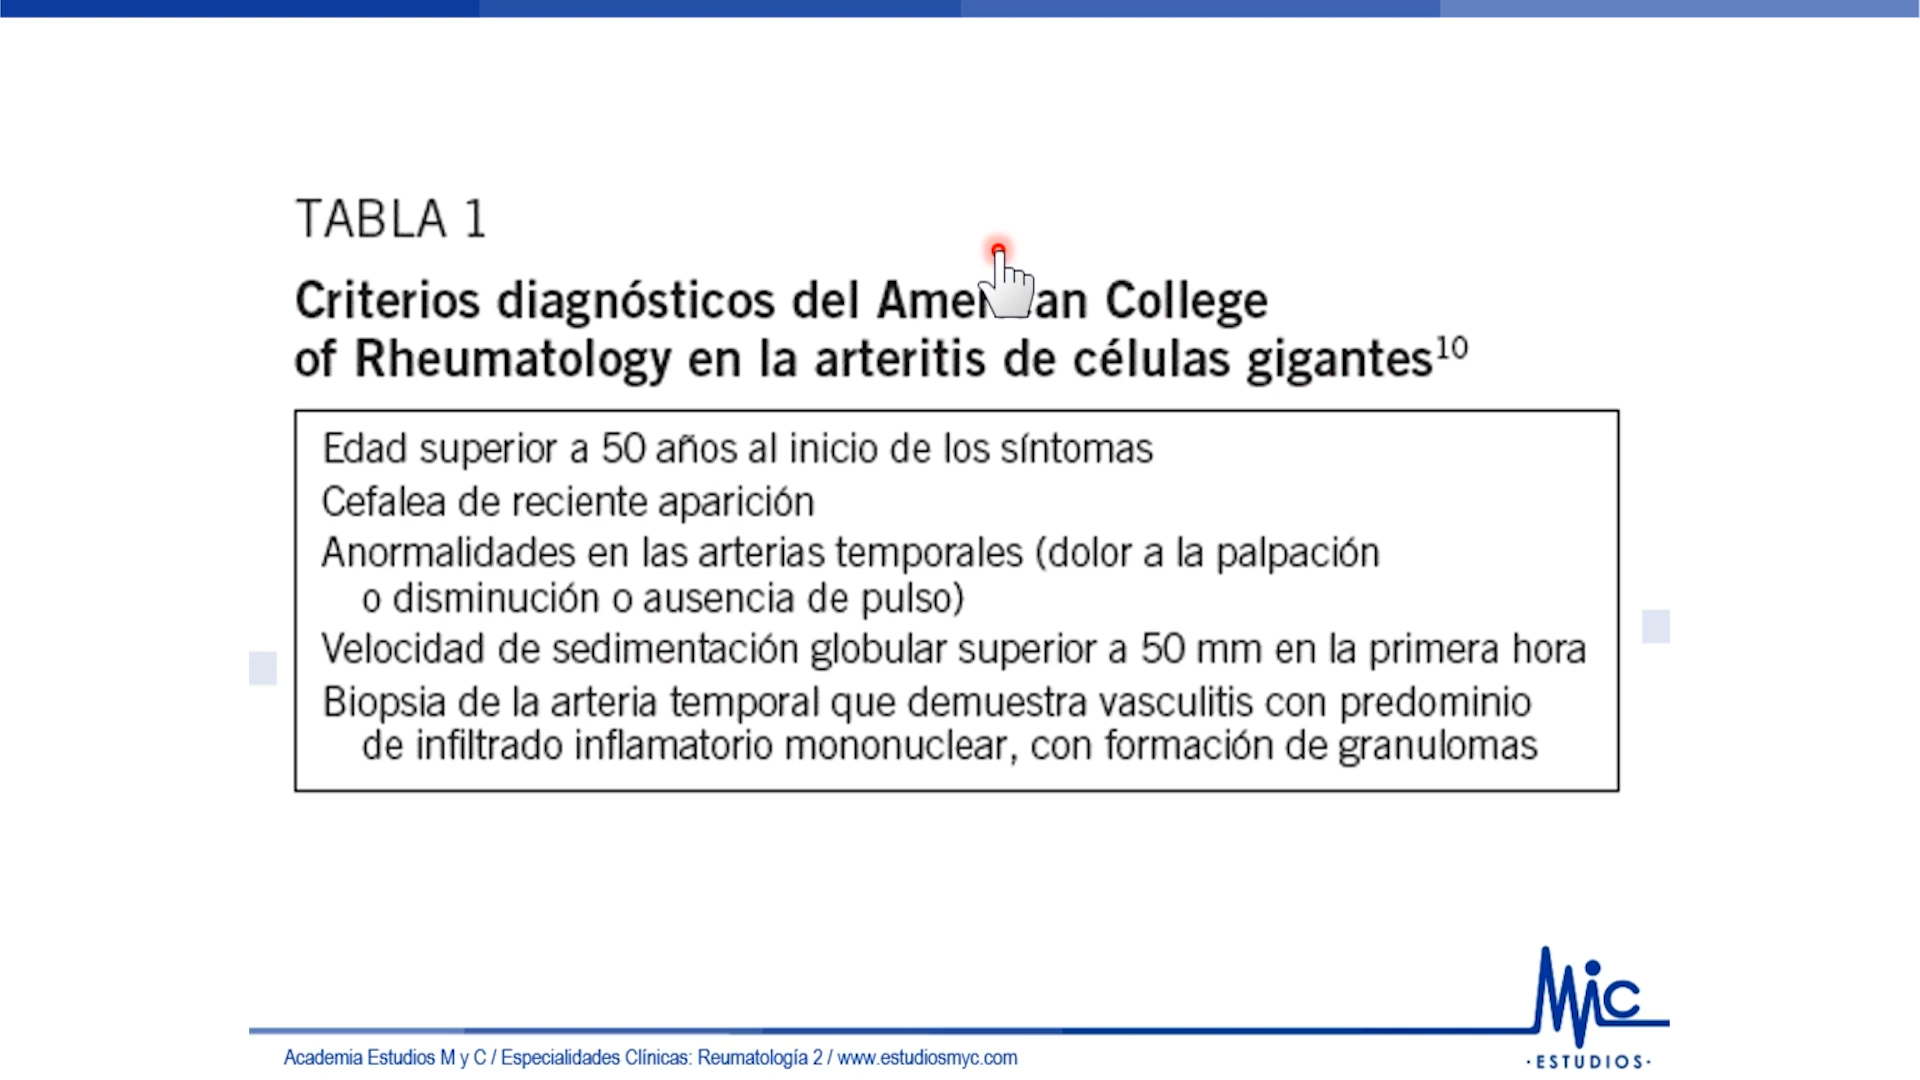 TABLA 1
Criterios diagnósticos del American College
of Rheumatology en la arteritis de células gigantes10
Edad superior a 50 años al inicio de los síntomas
Cefalea de reciente aparición
Anormalidades en las arterias temporales (dolor a la palpación
o disminución o ausencia de pulso)
Velocidad de sedimentación globular superior a 50 mm en la primera hora
Biopsia de la arteria temporal que demuestra vasculitis con predominio
de infiltrado inflamatorio mononuclear, con formación de granulomas
MiC
·ESTUDIOS·
Academia Estudios M y C / Especialidades Clínicas: Reumatología 2 / www.estudiosmyc.com